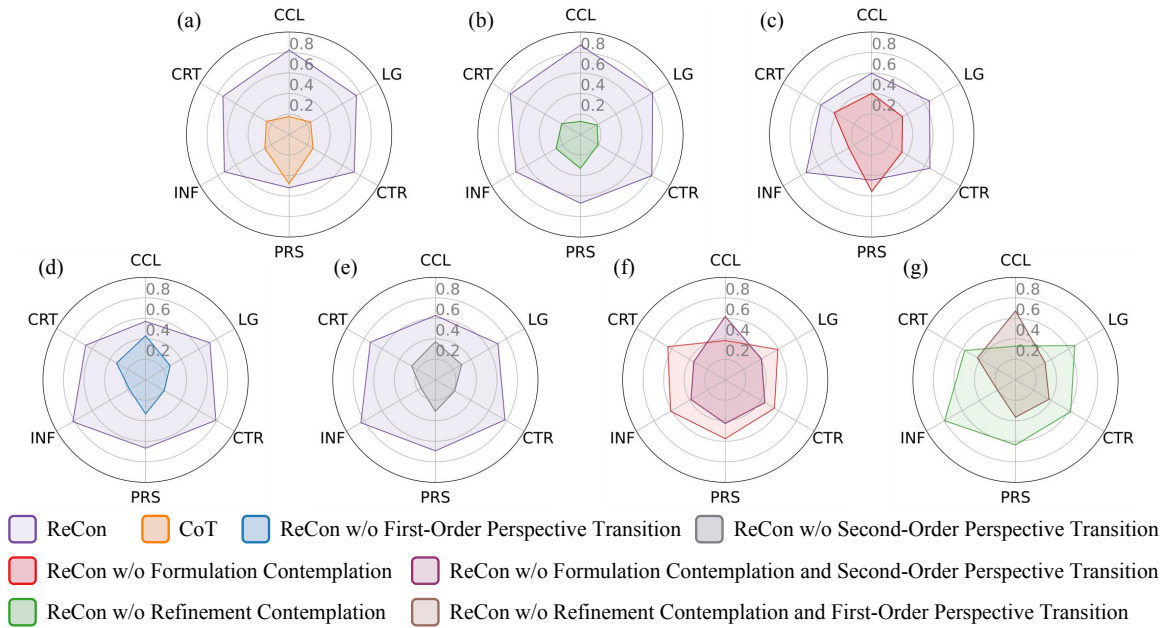 (a) CCL (b) CCL (c) CCL
0.8 0.8 0.8
0.6 0.6 0.6
CRT LG CRT LG CRT LG
0.4 0.4 0.4
0.2 0.2 0.2
INF CTR INF CTR INF CTR
PRS PRS PRS
(d) CCL (e) CCL (f) CCL (g) CCL
0.8 0.8 0.8 0.8
0.6 0.6 0.6 0.6
CRT LG CRT LG CRT LG CRT LG
0.4 0.4 0.4 0.4
0.2 0.2 0.2 0.2
INF CTR INF CTR INF CTR INF CTR
PRS PRS PRS PRS
ReCon CoT ReCon w/o First-Order Perspective Transition ReCon w/o Second-Order Perspective Transition
ReCon w/o Formulation Contemplation ReCon w/o Formulation Contemplation and Second-Order Perspective Transition
ReCon w/o Refinement Contemplation ReCon w/o Refinement Contemplation and First-Order Perspective Transition